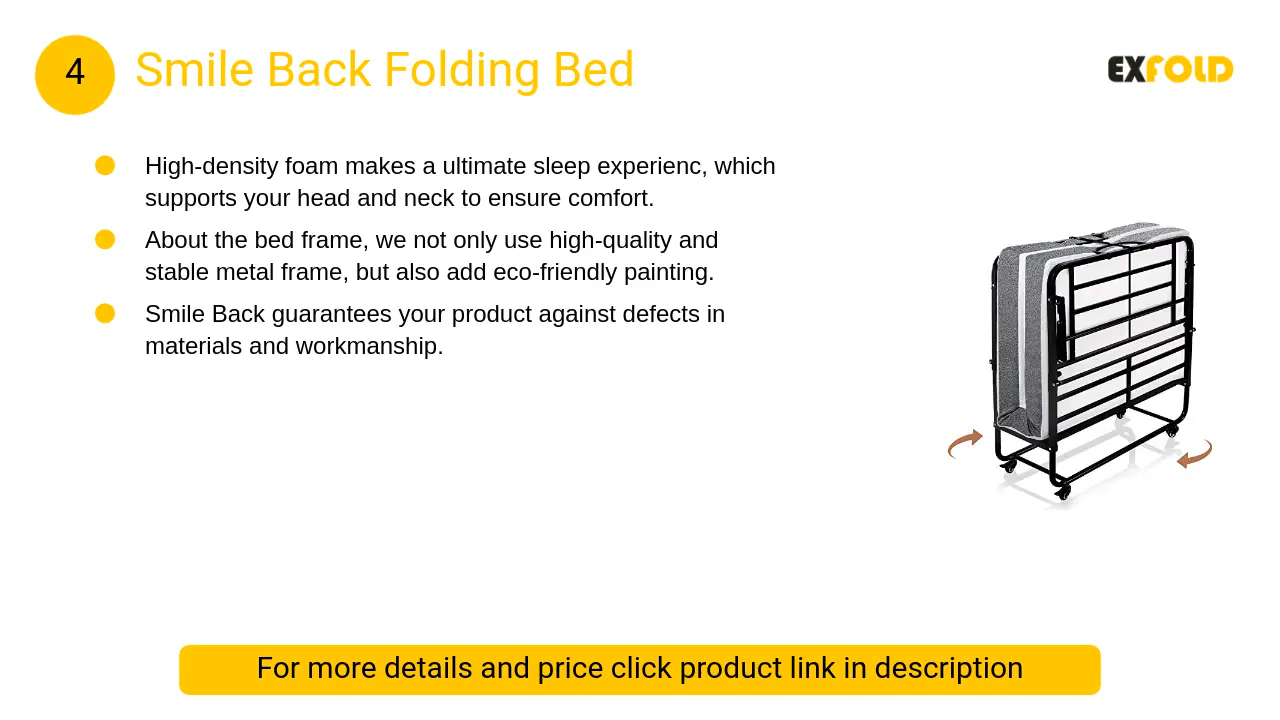 4
Smile Back Folding Bed
EXFOLD
High-density foam makes a ultimate sleep experienc, which
supports your head and neck to ensure comfort.
About the bed frame, we not only use high-quality and
stable metal frame, but also add eco-friendly painting.
Smile Back guarantees your product against defects in
materials and workmanship.
For more details and price click product link in description